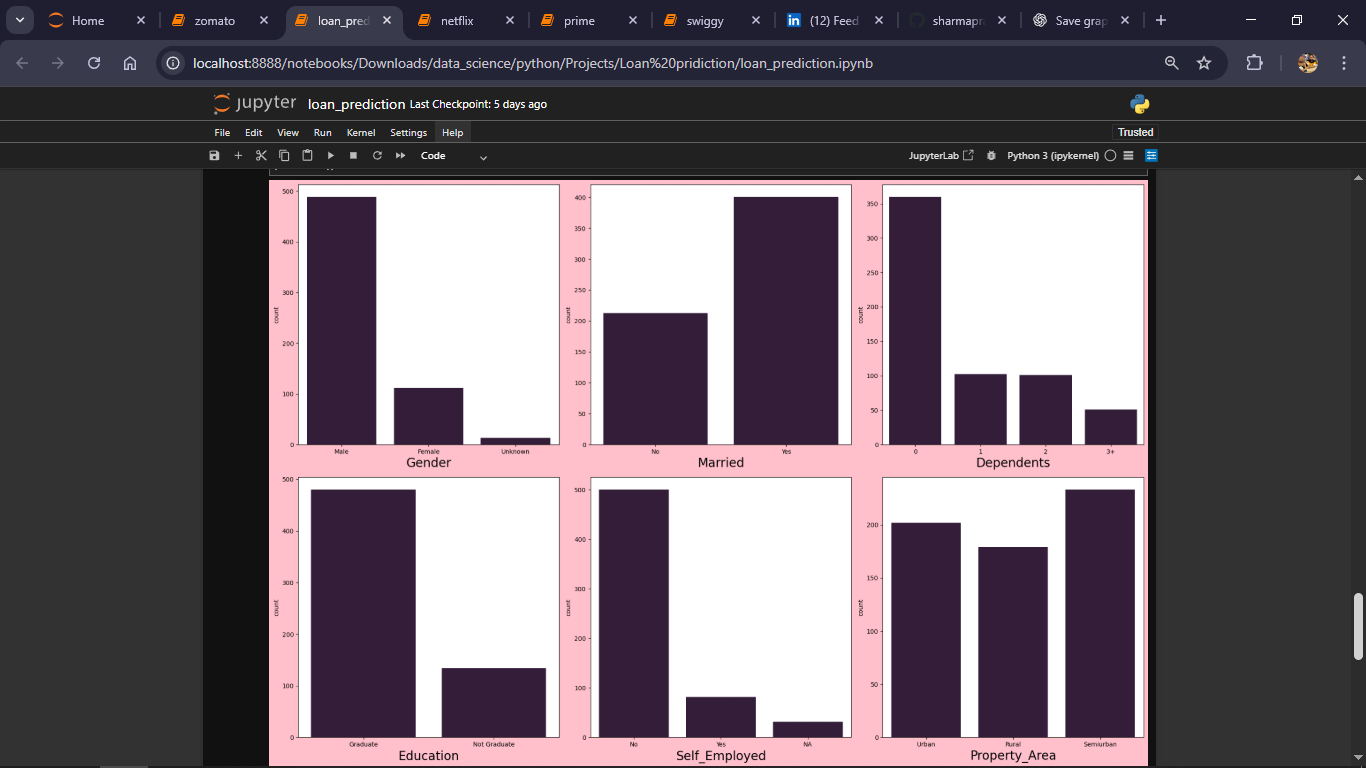 Home
zomato
loan_pred
netflix
prime
swiggy
in (12) Feed
sharmapra
Save grap
localhost:8888/notebooks/Downloads/data_science/python/Projects/Loan%20pridiction/loan_prediction.ipynb
jupyter loan_prediction Last Checkpoint: 5 days ago
File Edit View Run Kernel Settings Help Trusted
Code JupyterLab Python 3 (ipykernel)
500
400
300
200
100
0
count
Male Female Unknown
Gender
400
350
300
250
200
150
100
50
0
count
No Yes
Married
350
300
250
200
150
100
50
0
count
0 1 2 3+
Dependents
500
400
300
200
100
0
count
Graduate Not Graduate
Education
500
400
300
200
100
0
count
No Yes NA
Self_Employed
200
150
100
50
0
count
Urban Rural Semiurban
Property_Area